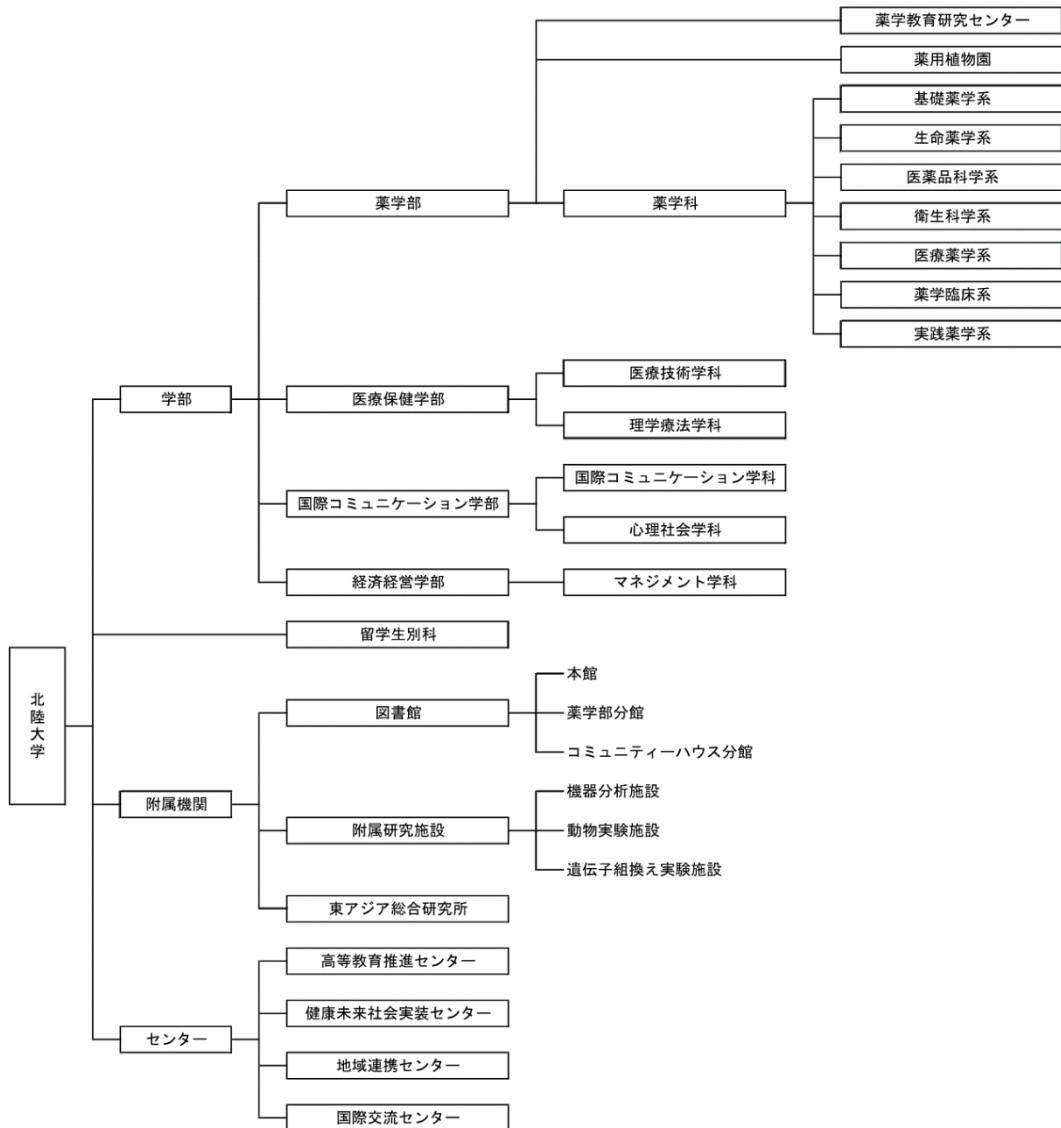 薬学教育研究センター
薬用植物園
基礎薬学系
生命薬学系
医薬品科学系
薬学部
薬学科
衛生科学系
医療薬学系
薬学臨床系
実践薬学系
医療技術学科
学部
医療保健学部
理学療法学科
国際コミュニケーション学科
国際コミュニケーション学部
心理社会学科
経済経営学部
マネジメント学科
留学生別科
北陸大学
本館
図書館
薬学部分館
コミュニティーハウス分館
機器分析施設
附属機関
附属研究施設
動物実験施設
遺伝子組換え実験施設
東アジア総合研究所
高等教育推進センター
健康未来社会実装センター
センター
地域連携センター
国際交流センター